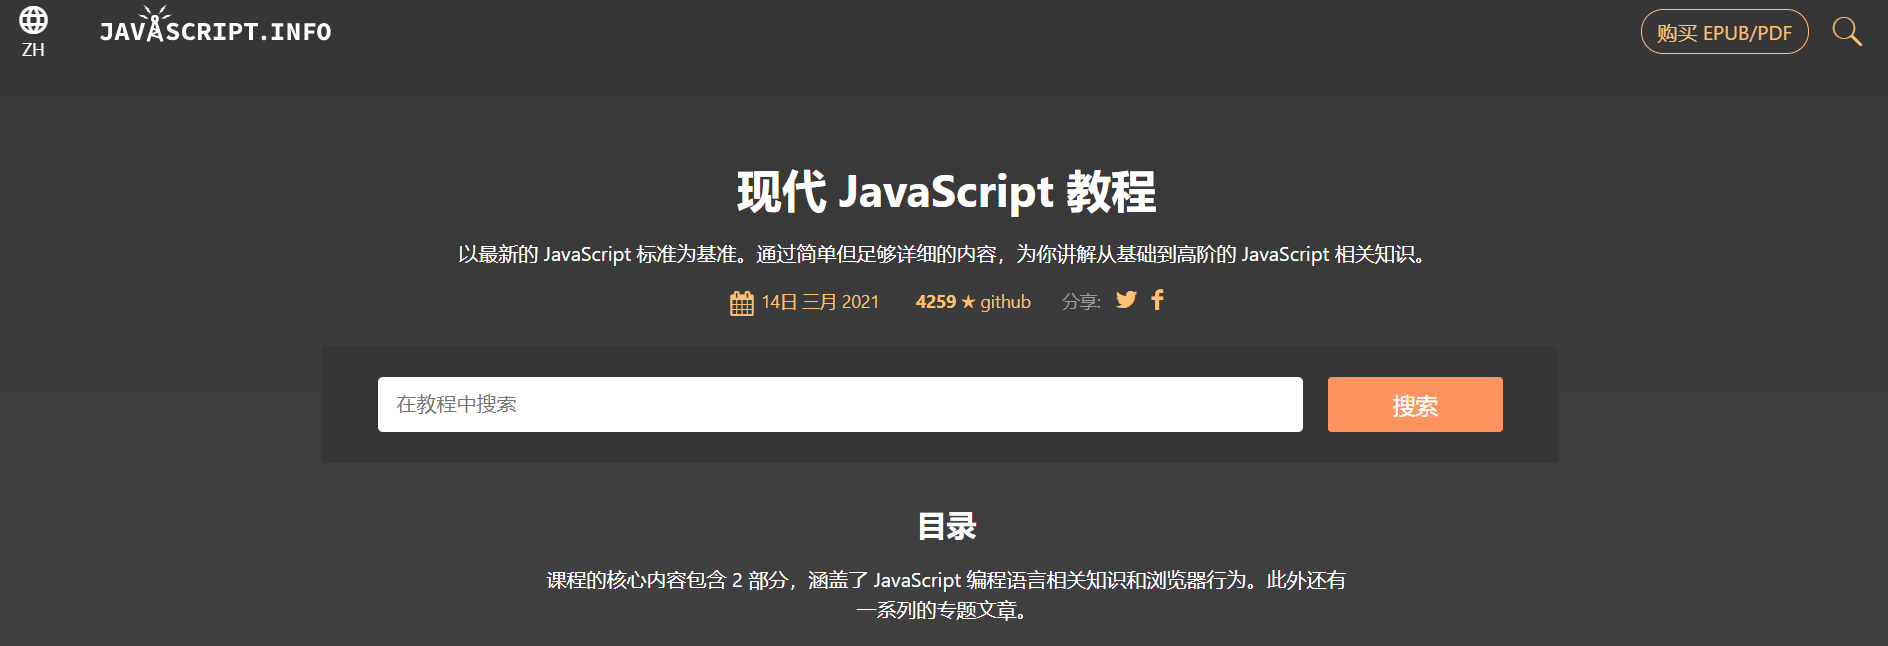 ZH
JAVASCRIPT.INFO
购买 EPUB/PDF
现代 JavaScript 教程
以最新的 JavaScript 标准为基准。通过简单但足够详细的内容，为你讲解从基础到高阶的 JavaScript 相关知识。
14日 三月 2021 4259 ★ github 分享:
在教程中搜索
搜索
目录
课程的核心内容包含 2 部分，涵盖了 JavaScript 编程语言相关知识和浏览器行为。此外还有
一系列的专题文章。